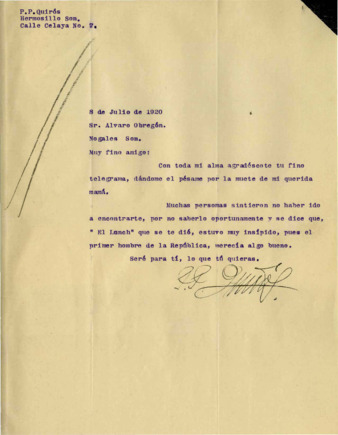 P.P.Quirós
Hermosillo Son.
Calle Celaya No. 2.
8 de Julio de 1920
Sr. Alvaro Obregón.
Nogales Son.
Muy fino amigo:
Con toda mi alma agradéscote tu fino
telegrama, dándome el pésame por la muete de mi querida
mamá.
Muchas personas sintieron no haber ido
a encontrarte, por no saberlo oportunamente y se dice que,
" El Lunch" que se te dió, estuvo muy insípido, pues el
primer hombre de la República, merecía algo bueno.
Seré para tí, lo que tú quieras.
P.P. Quirós